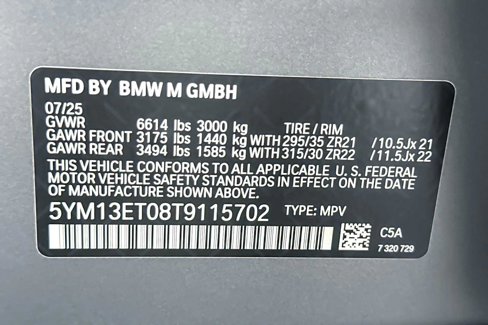 MFD BY BMW M GMBH
07/25
GVWR 6614 lbs 3000 kg TIRE / RIM
GAWR FRONT 3175 lbs 1440 kg WITH 295/35 ZR21 /10.5Jx 21
GAWR REAR 3494 lbs 1585 kg WITH 315/30 ZR22 /11.5Jx 22
THIS VEHICLE CONFORMS TO ALL APPLICABLE U. S. FEDERAL
MOTOR VEHICLE SAFETY STANDARDS IN EFFECT ON THE DATE OF
MANUFACTURE SHOWN ABOVE.
5YM13ET08T9115702 TYPE: MPV
C5A
7 320 729